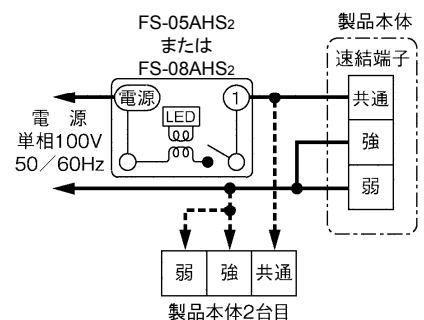 FS-05AHS2
または
FS-08AHS2
製品本体
速結端子
電源
1
LED
共通
強
弱
電 源
単相100V
50/60Hz
弱 強 共通
製品本体2台目